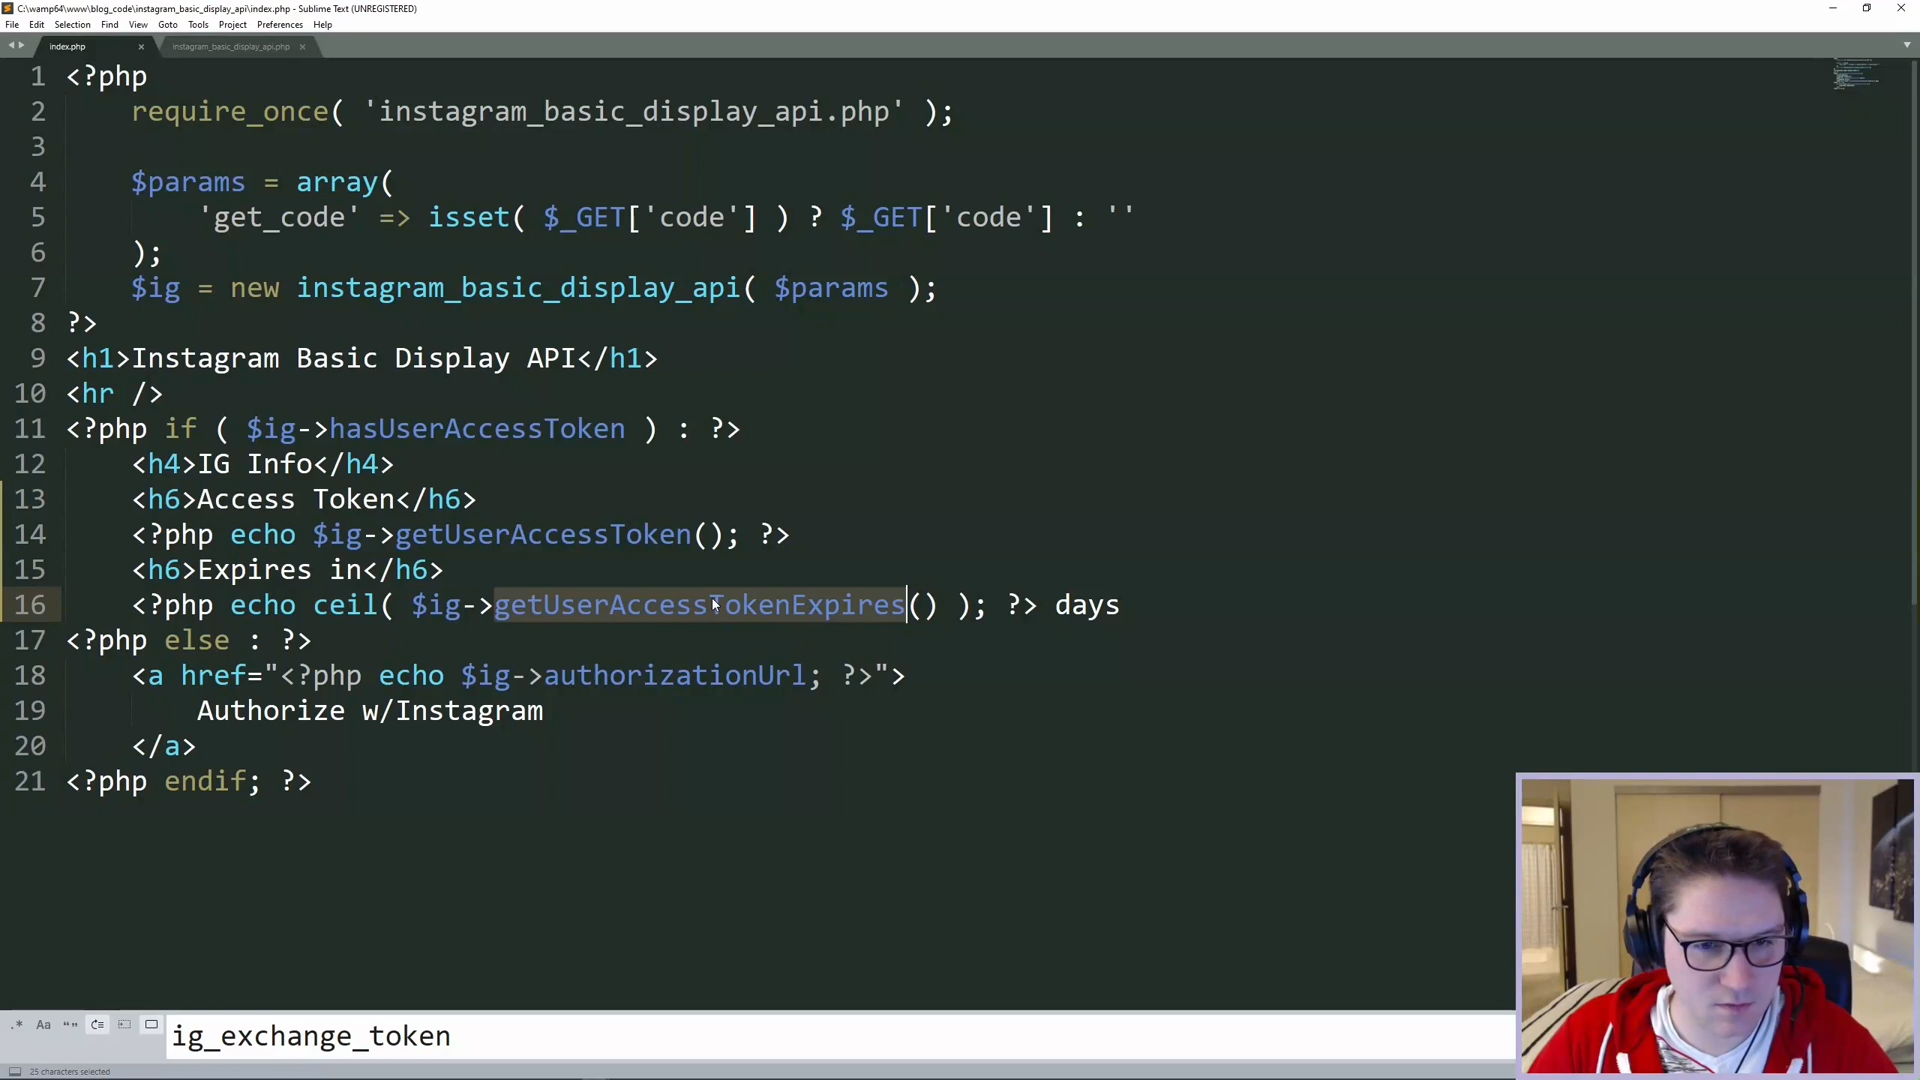 C:\wamp64\www\blog_code\instagram_basic_display_api\index.php - Sublime Text (UNREGISTERED)
File Edit Selection Find View Goto Tools Project Preferences Help
index.php instagram_basic_display_api.php
1 <?php
2 require_once( 'instagram_basic_display_api.php' );
3
4 $params = array(
5 'get_code' => isset( $_GET['code'] ) ? $_GET['code'] : ''
6 );
7 $ig = new instagram_basic_display_api( $params );
8 ?>
9 <h1>Instagram Basic Display API</h1>
10 <hr />
11 <?php if ( $ig->hasUserAccessToken ) : ?>
12 <h4>IG Info</h4>
13 <h6>Access Token</h6>
14 <?php echo $ig->getUserAccessToken(); ?>
15 <h6>Expires in</h6>
16 <?php echo ceil( $ig->getUserAccessTokenExpires() ); ?> days
17 <?php else : ?>
18 <a href="<?php echo $ig->authorizationUrl; ?>">
19 Authorize w/Instagram
20 </a>
21 <?php endif; ?>
.* Aa “” ig_exchange_token
25 characters selected